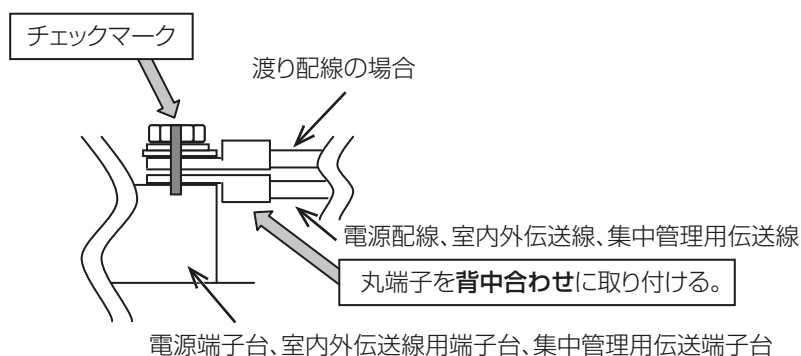 チェックマーク
渡り配線の場合
電源配線、室内外伝送線、集中管理用伝送線
丸端子を背中合わせに取り付ける。
電源端子台、室内外伝送線用端子台、集中管理用伝送端子台